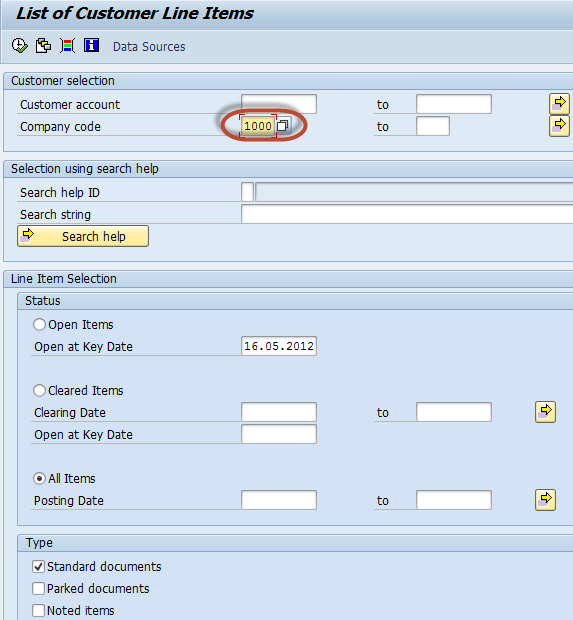 List of Customer Line Items
Data Sources
Customer selection
Customer account to
Company code 1000 to
Selection using search help
Search help ID
Search string
Search help
Line Item Selection
Status
Open Items
Open at Key Date 16.05.2012
Cleared Items
Clearing Date to
Open at Key Date
All Items
Posting Date to
Type
Standard documents
Parked documents
Noted items